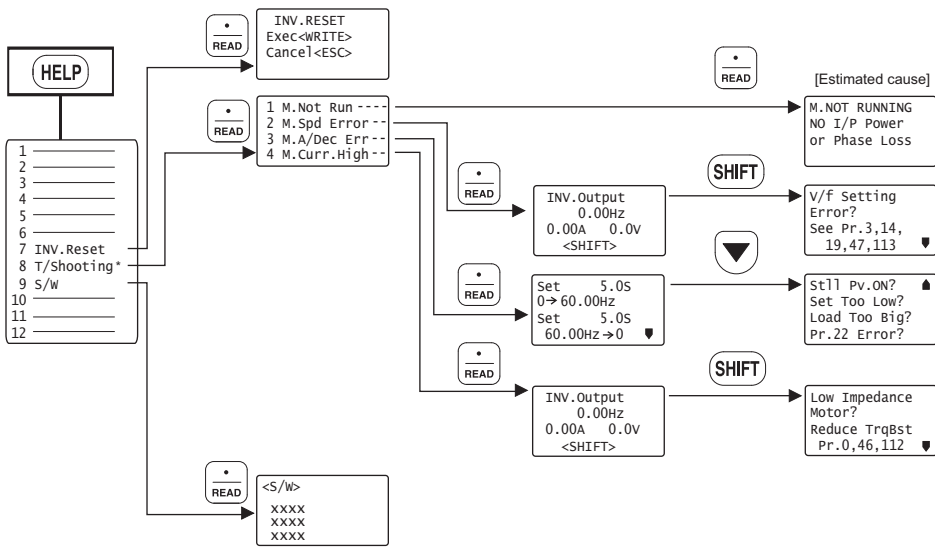 HELP
1
2
3
4
5
6
7 INV.Reset
8 T/Shooting*
9 S/W
10
11
12
•
READ
INV.RESET
Exec<WRITE>
Cancel<ESC>
•
READ
1 M.Not Run ----
2 M.Spd Error--
3 M.A/Dec Err--
4 M.Curr.High--
•
READ
[Estimated cause]
M.NOT RUNNING
NO I/P Power
or Phase Loss
•
READ
INV.Output
0.00Hz
0.00A 0.0V
<SHIFT>
SHIFT
V/f Setting
Error?
See Pr.3,14,
19,47,113
•
READ
Set 5.0S
0→60.00Hz
Set 5.0S
60.00Hz→0
Stll Pv.ON?
Set Too Low?
Load Too Big?
Pr.22 Error?
•
READ
INV.Output
0.00Hz
0.00A 0.0V
<SHIFT>
SHIFT
Low Impedance
Motor?
Reduce TrqBst
Pr.0,46,112
•
READ
<S/W>
xxxx
xxxx
xxxx